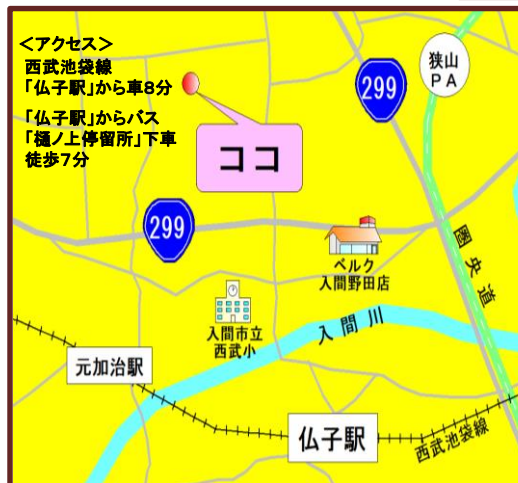 <アクセス>
西武池袋線
「仏子駅」から車8分
「仏子駅」からバス
「樋ノ上停留所」下車
徒歩7分
ココ
299
狭山
PA
299
ベルク
入間野田店
圏央道
入間市立
西武小
入間川
元加治駅
仏子駅
西武池袋線